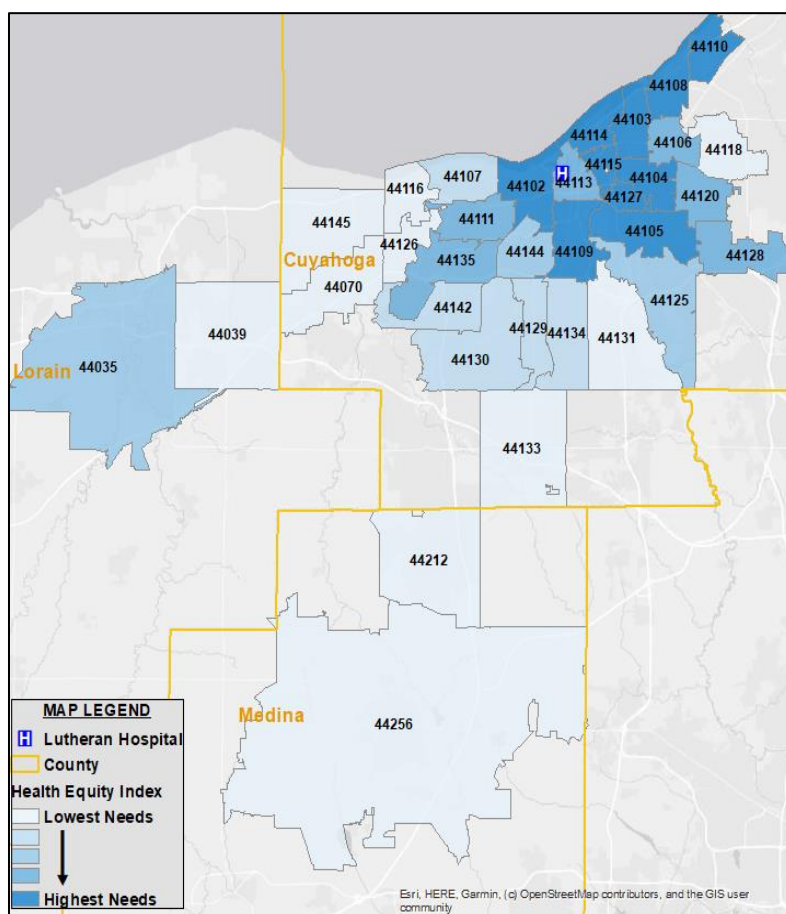 44110
44108
44103
44114
44106
44118
44115
44107
44116
44102
44113
44104
44120
44127
44145
44111
44105
44126
44144
44109
44128
44135
Cuyahoga
44070
44125
44142
44129
44134
44131
44039
44130
44035
Lorain
44133
44212
Medina
44256
MAP LEGEND
H Lutheran Hospital
County
Health Equity Index
Lowest Needs
Highest Needs
H
Esri, HERE, Garmin, (c) OpenStreetMap contributors, and the GIS user
community